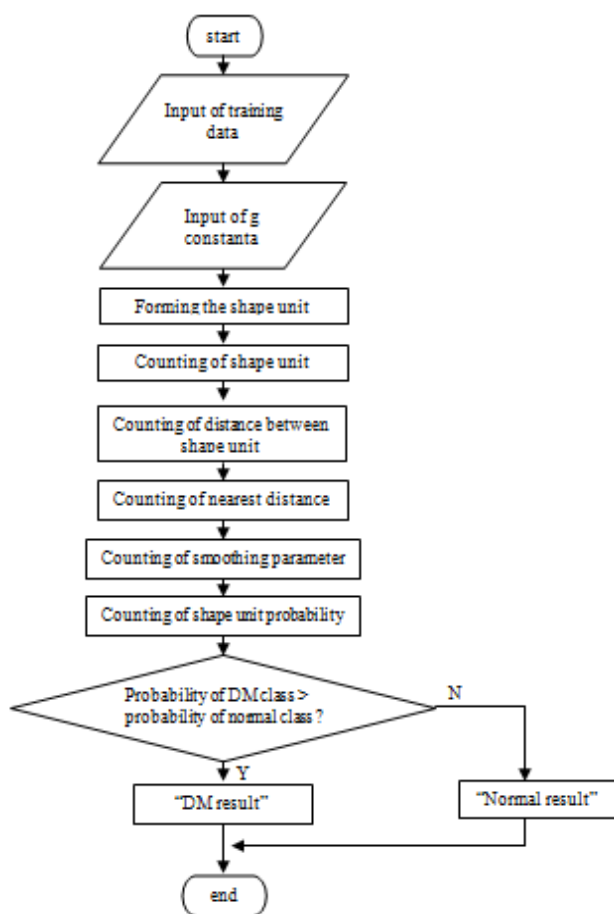 start
Input of training
data
Input of g
constanta
Forming the shape unit
Counting of shape unit
Counting of distance between
shape unit
Counting of nearest distance
Counting of smoothing parameter
Counting of shape unit probability
Probability of DM class >
probability of normal class ?
N
Y
“DM result”
“Normal result”
end